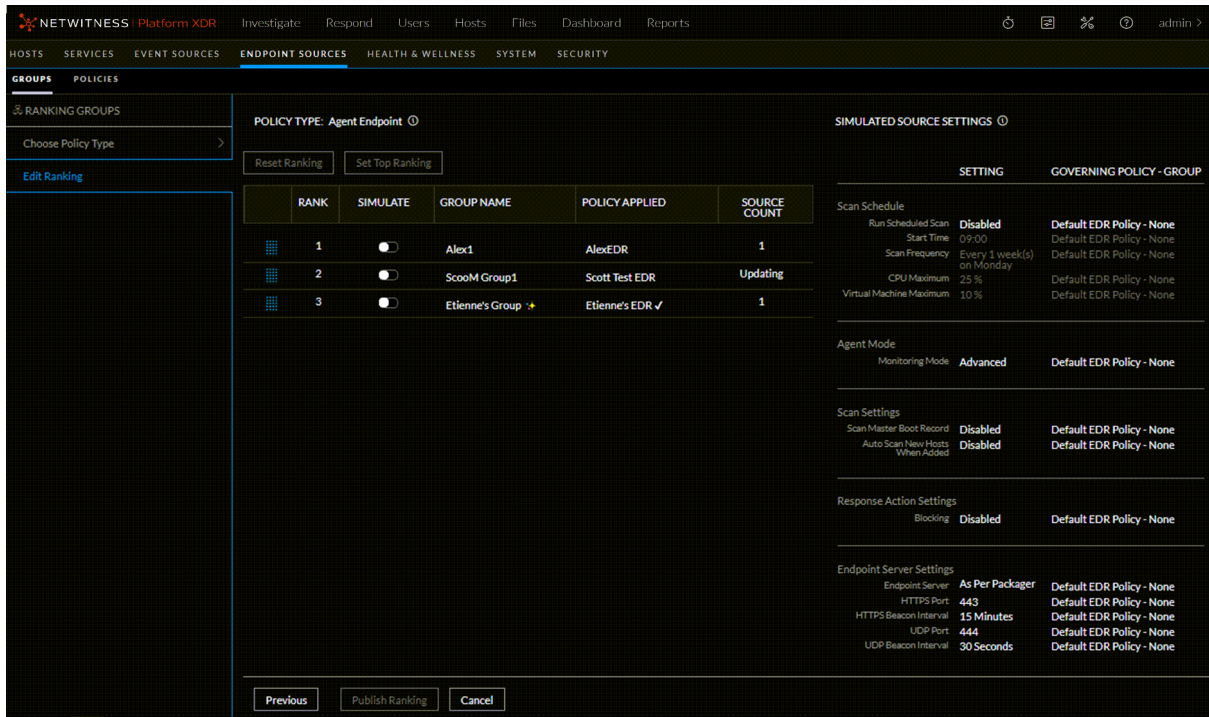 NETWITNESS Platform XDR Investigate Respond Users Hosts Files Dashboard Reports admin >
HOSTS SERVICES EVENT SOURCES ENDPOINT SOURCES HEALTH & WELLNESS SYSTEM SECURITY
GROUPS POLICIES
RANKING GROUPS
Choose Policy Type
Edit Ranking
POLICY TYPE: Agent Endpoint
Reset Ranking Set Top Ranking
RANK SIMULATE GROUP NAME POLICY APPLIED SOURCE COUNT
1 Alex1 AlexEDR 1
2 ScooM Group1 Scott Test EDR Updating
3 Etienne's Group ✨ Etienne's EDR ✓ 1
SIMULATED SOURCE SETTINGS
SETTING GOVERNING POLICY - GROUP
Scan Schedule
Run Scheduled Scan Disabled Default EDR Policy - None
Start Time 09:00 Default EDR Policy - None
Scan Frequency Every 1 week(s) Default EDR Policy - None
on Monday
CPU Maximum 25 % Default EDR Policy - None
Virtual Machine Maximum 10 % Default EDR Policy - None
Agent Mode
Monitoring Mode Advanced Default EDR Policy - None
Scan Settings
Scan Master Boot Record Disabled Default EDR Policy - None
Auto Scan New Hosts Disabled Default EDR Policy - None
When Added
Response Action Settings
Blocking Disabled Default EDR Policy - None
Endpoint Server Settings
Endpoint Server As Per Packager Default EDR Policy - None
HTTPS Port 443 Default EDR Policy - None
HTTPS Beacon Interval 15 Minutes Default EDR Policy - None
UDP Port 444 Default EDR Policy - None
UDP Beacon Interval 30 Seconds Default EDR Policy - None
Previous Publish Ranking Cancel